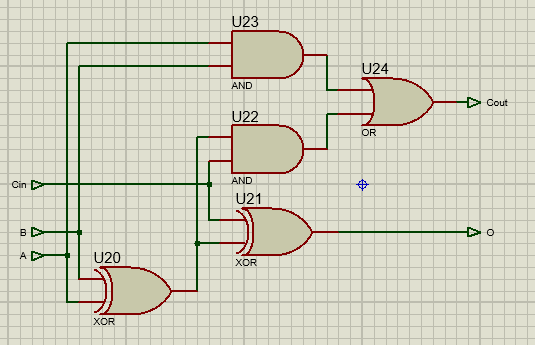 U23
AND
U24
Cout
OR
U22
AND
Cin
U21
XOR
B
O
A
U20
XOR